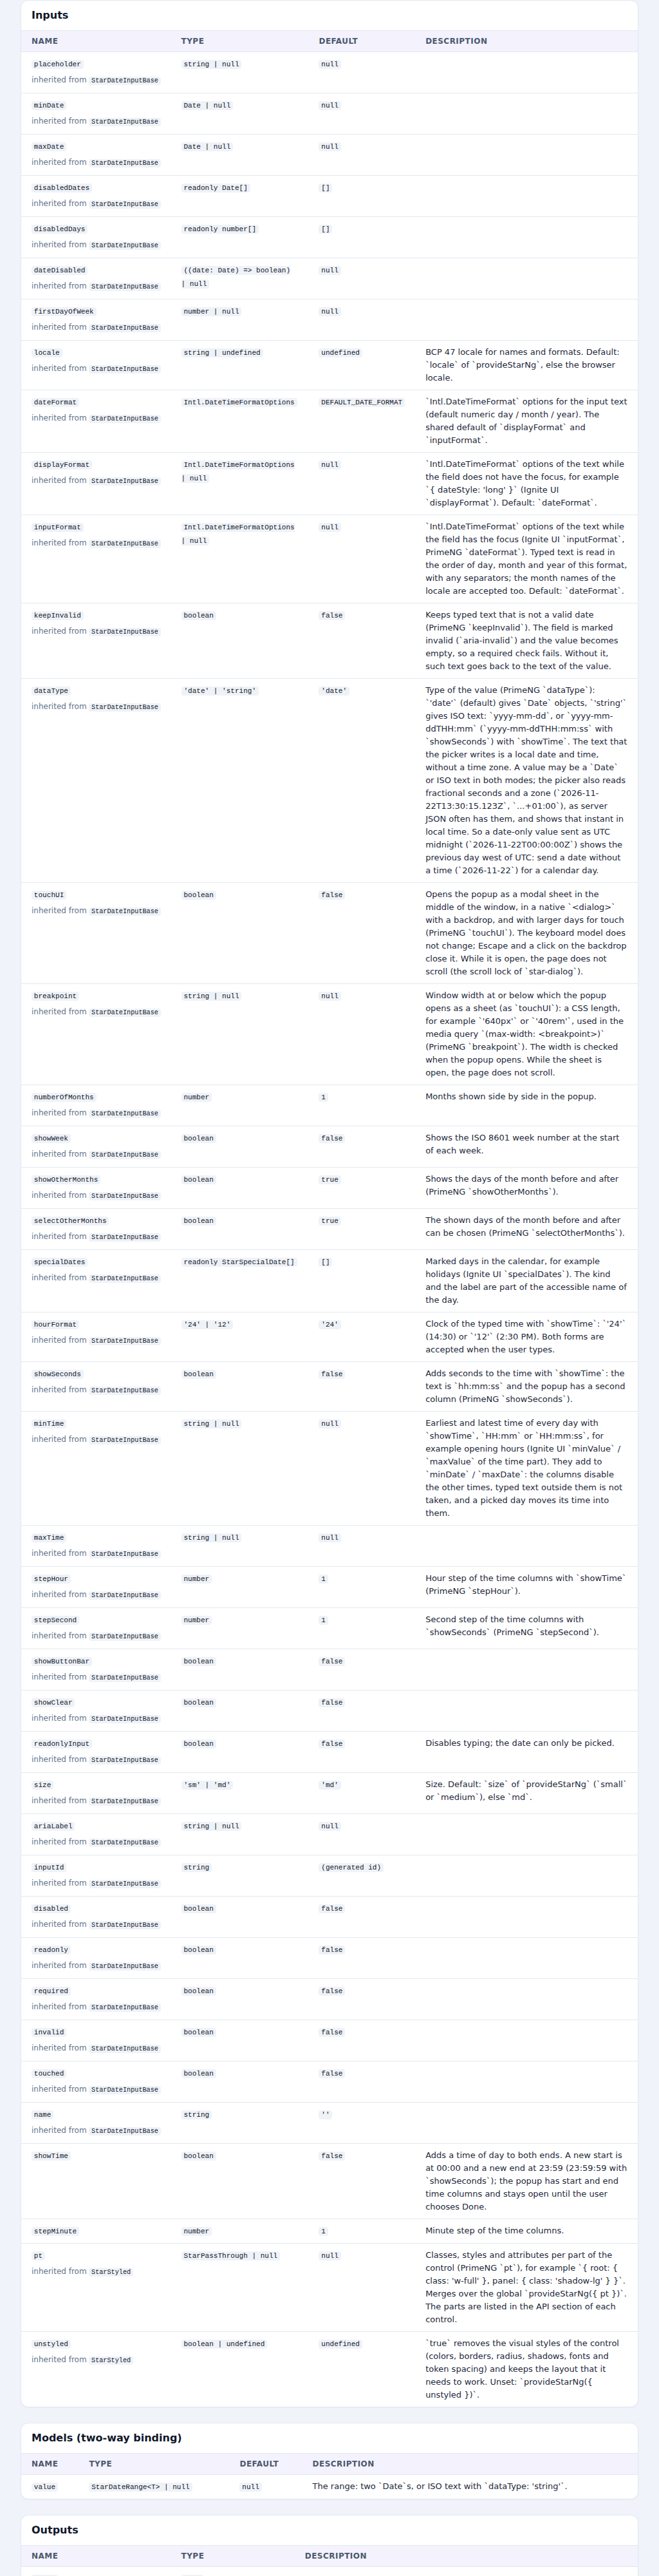 Inputs
NAME TYPE DEFAULT DESCRIPTION
placeholder string | null null
inherited from StarDateInputBase
minDate Date | null null
inherited from StarDateInputBase
maxDate Date | null null
inherited from StarDateInputBase
disabledDates readonly Date[] []
inherited from StarDateInputBase
disabledDays readonly number[] []
inherited from StarDateInputBase
dateDisabled ((date: Date) => boolean) null
inherited from StarDateInputBase | null
firstDayOfWeek number | null null
inherited from StarDateInputBase
locale string | undefined undefined BCP 47 locale for names and formats. Default:
inherited from StarDateInputBase `locale` of `provideStarNg`, else the browser
locale.
dateFormat Intl.DateTimeFormatOptions DEFAULT_DATE_FORMAT `Intl.DateTimeFormat` options for the input text
inherited from StarDateInputBase (default numeric day / month / year). The
shared default of `displayFormat` and
`inputFormat`.
displayFormat Intl.DateTimeFormatOptions null `Intl.DateTimeFormat` options of the text while
inherited from StarDateInputBase | null the field does not have the focus, for example
`{ dateStyle: 'long' }` (Ignite UI
`displayFormat`). Default: `dateFormat`.
inputFormat Intl.DateTimeFormatOptions null `Intl.DateTimeFormat` options of the text while
inherited from StarDateInputBase | null the field has the focus (Ignite UI `inputFormat`,
PrimeNG `dateFormat`). Typed text is read in
the order of day, month and year of this format,
with any separators; the month names of the
locale are accepted too. Default: `dateFormat`.
keepInvalid boolean false Keeps typed text that is not a valid date
inherited from StarDateInputBase (PrimeNG `keepInvalid`). The field is marked
invalid (`aria-invalid`) and the value becomes
empty, so a required check fails. Without it,
such text goes back to the text of the value.
dataType 'date' | 'string' 'date' Type of the value (PrimeNG `dataType`):
inherited from StarDateInputBase `'date'` (default) gives `Date` objects, `'string'`
gives ISO text: `yyyy-mm-dd`, or `yyyy-mm-
ddTHH:mm` (`yyyy-mm-ddTHH:mm:ss` with
`showSeconds`) with `showTime`. The text that
the picker writes is a local date and time,
without a time zone. A value may be a `Date`
or ISO text in both modes; the picker also reads
fractional seconds and a zone (`2026-11-
22T13:30:15.123Z`, `...+01:00`), as server
JSON often has them, and shows that instant in
local time. So a date-only value sent as UTC
midnight (`2026-11-22T00:00:00Z`) shows the
previous day west of UTC: send a date without
a time (`2026-11-22`) for a calendar day.
touchUI boolean false Opens the popup as a modal sheet in the
inherited from StarDateInputBase middle of the window, in a native `<dialog>`
with a backdrop, and with larger days for touch
(PrimeNG `touchUI`). The keyboard model does
not change; Escape and a click on the backdrop
close it. While it is open, the page does not
scroll (the scroll lock of `star-dialog`).
breakpoint string | null null Window width at or below which the popup
inherited from StarDateInputBase opens as a sheet (as `touchUI`): a CSS length,
for example `'640px'` or `'40rem'`, used in the
media query `(max-width: <breakpoint>)`
(PrimeNG `breakpoint`). The width is checked
when the popup opens. While the sheet is
open, the page does not scroll.
numberOfMonths number 1 Months shown side by side in the popup.
inherited from StarDateInputBase
showWeek boolean false Shows the ISO 8601 week number at the start
inherited from StarDateInputBase of each week.
showOtherMonths boolean true Shows the days of the month before and after
inherited from StarDateInputBase (PrimeNG `showOtherMonths`).
selectOtherMonths boolean true The shown days of the month before and after
inherited from StarDateInputBase can be chosen (PrimeNG `selectOtherMonths`).
specialDates readonly StarSpecialDate[] [] Marked days in the calendar, for example
inherited from StarDateInputBase holidays (Ignite UI `specialDates`). The kind
and the label are part of the accessible name of
the day.
hourFormat '24' | '12' '24' Clock of the typed time with `showTime`: `'24'`
inherited from StarDateInputBase (14:30) or `'12'` (2:30 PM). Both forms are
accepted when the user types.
showSeconds boolean false Adds seconds to the time with `showTime`: the
inherited from StarDateInputBase text is `hh:mm:ss` and the popup has a second
column (PrimeNG `showSeconds`).
minTime string | null null Earliest and latest time of every day with
inherited from StarDateInputBase `showTime`, `HH:mm` or `HH:mm:ss`, for
example opening hours (Ignite UI `minValue` /
`maxValue` of the time part). They add to
`minDate` / `maxDate`: the columns disable
the other times, typed text outside them is not
taken, and a picked day moves its time into
them.
maxTime string | null null
inherited from StarDateInputBase
stepHour number 1 Hour step of the time columns with `showTime`
inherited from StarDateInputBase (PrimeNG `stepHour`).
stepSecond number 1 Second step of the time columns with
inherited from StarDateInputBase `showSeconds` (PrimeNG `stepSecond`).
showButtonBar boolean false
inherited from StarDateInputBase
showClear boolean false
inherited from StarDateInputBase
readonlyInput boolean false Disables typing; the date can only be picked.
inherited from StarDateInputBase
size 'sm' | 'md' 'md' Size. Default: `size` of `provideStarNg` (`small`
inherited from StarDateInputBase or `medium`), else `md`.
ariaLabel string | null null
inherited from StarDateInputBase
inputId string (generated id)
inherited from StarDateInputBase
disabled boolean false
inherited from StarDateInputBase
readonly boolean false
inherited from StarDateInputBase
required boolean false
inherited from StarDateInputBase
invalid boolean false
inherited from StarDateInputBase
touched boolean false
inherited from StarDateInputBase
name string ''
inherited from StarDateInputBase
showTime boolean false Adds a time of day to both ends. A new start is
at 00:00 and a new end at 23:59 (23:59:59 with
`showSeconds`); the popup has start and end
time columns and stays open until the user
chooses Done.
stepMinute number 1 Minute step of the time columns.
pt StarPassThrough | null null Classes, styles and attributes per part of the
inherited from StarStyled control (PrimeNG `pt`), for example `{ root: {
class: 'w-full' }, panel: { class: 'shadow-lg' } }`.
Merges over the global `provideStarNg({ pt })`.
The parts are listed in the API section of each
control.
unstyled boolean | undefined undefined `true` removes the visual styles of the control
inherited from StarStyled (colors, borders, radius, shadows, fonts and
token spacing) and keeps the layout that it
needs to work. Unset: `provideStarNg({
unstyled })`.
Models (two-way binding)
NAME TYPE DEFAULT DESCRIPTION
value StarDateRange<T> | null null The range: two `Date`s, or ISO text with `dataType: 'string'`.
Outputs
NAME TYPE DESCRIPTION